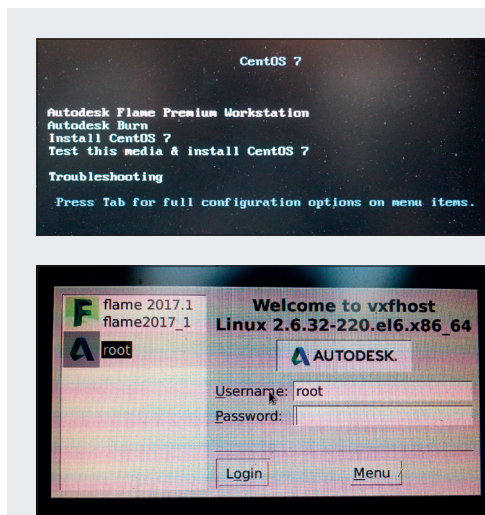 CentOS 7
Autodesk Flame Premium Workstation
Autodesk Burn
Install CentOS 7
Test this media & install CentOS 7
Troubleshooting
Press Tab for full configuration options on menu items.
flame 2017.1
flame2017_1
root
Welcome to vxfhost
Linux 2.6.32-220.el6.x86_64
AUTODESK.
Username: root
Password:
Login Menu